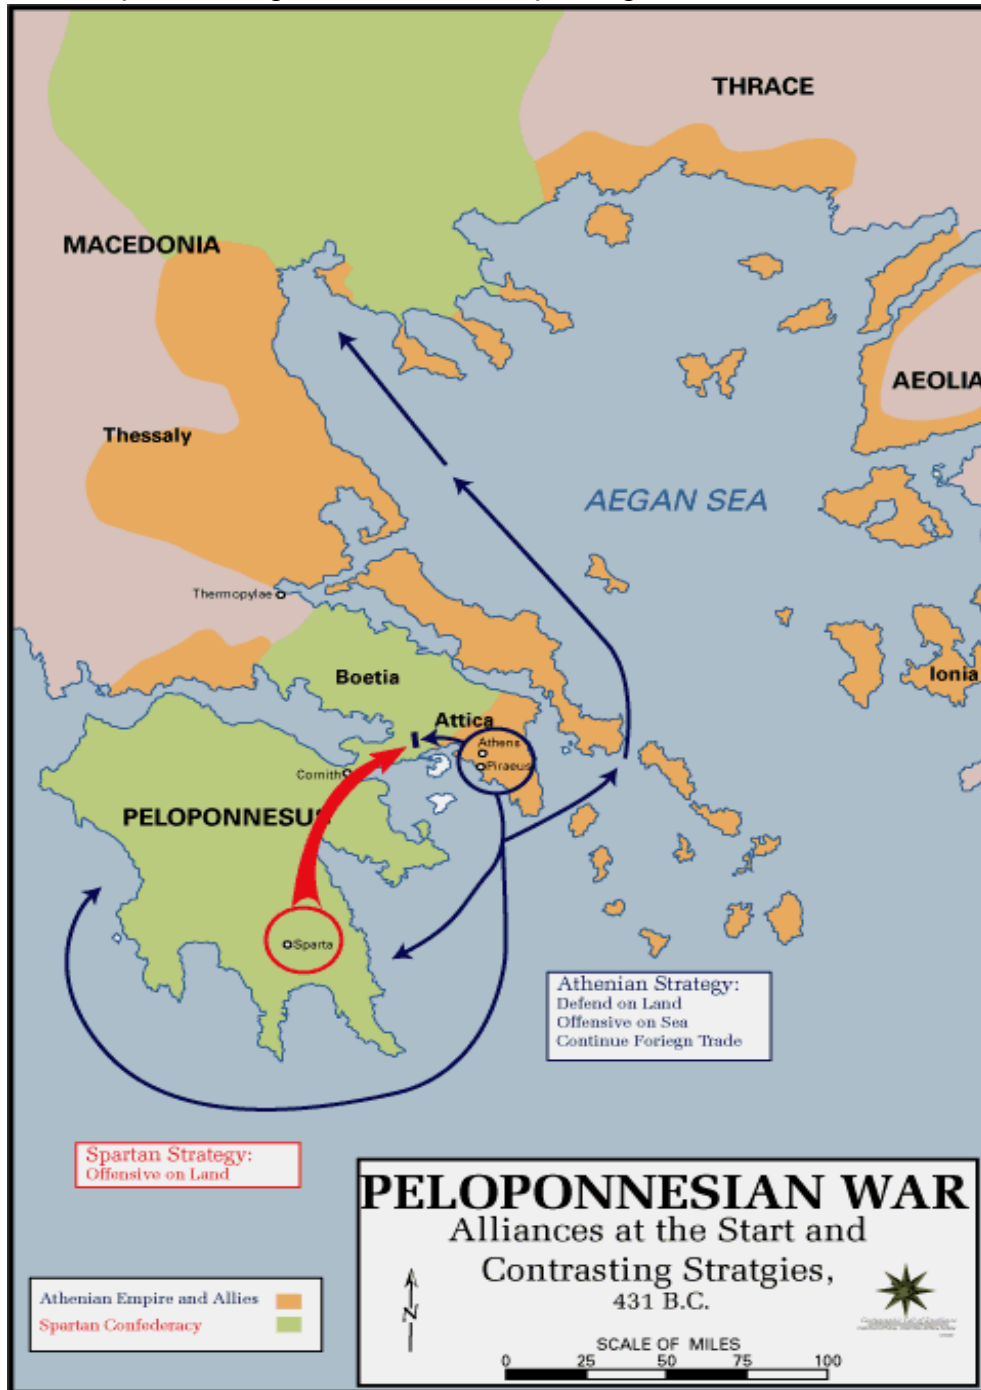 THRACE
MACEDONIA
AEOLIA
Thessaly
AEGAN SEA
Thermopylae
Boetia
Ionia
Attica
Athens
Piraeus
Cornith
PELOPONNESUS
Sparta
Athenian Strategy:
Defend on Land
Offensive on Sea
Continue Foriegn Trade
Spartan Strategy:
Offensive on Land
PELOPONNESIAN WAR
Alliances at the Start and
Contrasting Stratgies,
431 B.C.
N
Athenian Empire and Allies
Spartan Confederacy
SCALE OF MILES
0 25 50 75 100